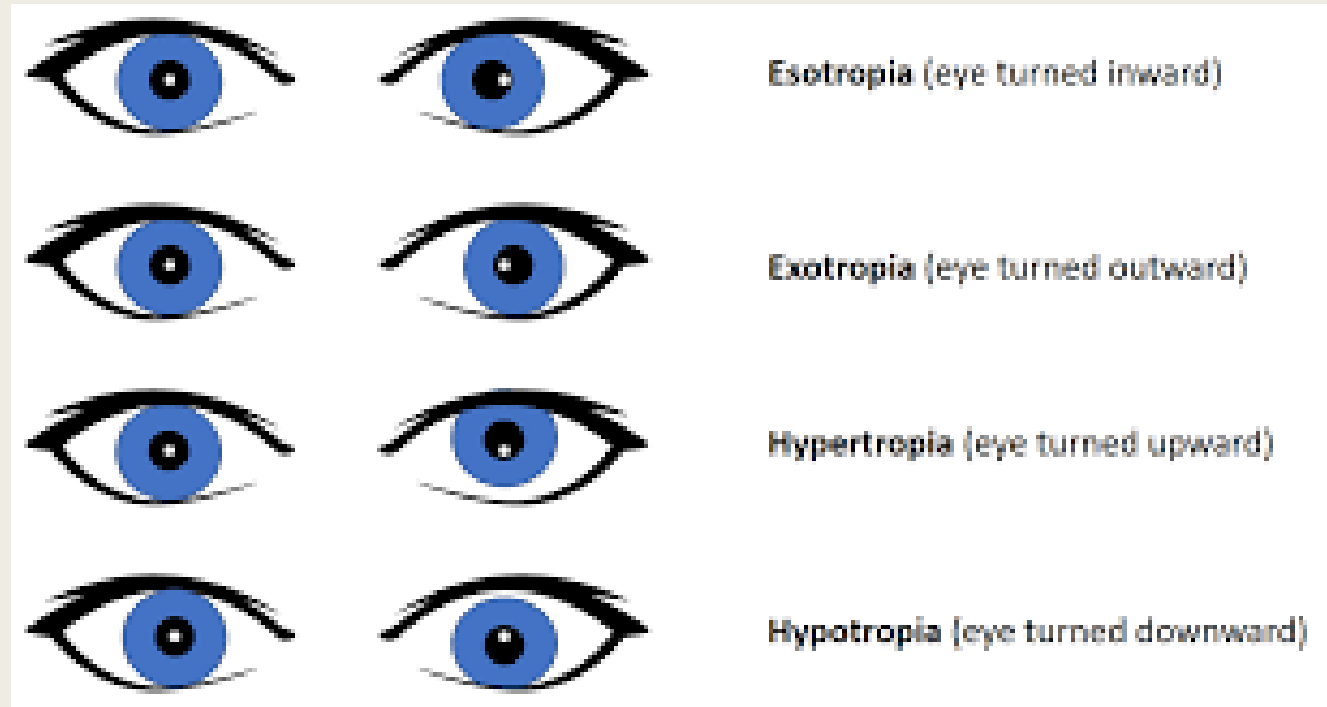 Esotropia (eye turned inward)
Exotropia (eye turned outward)
Hypertropia (eye turned upward)
Hypotropia (eye turned downward)